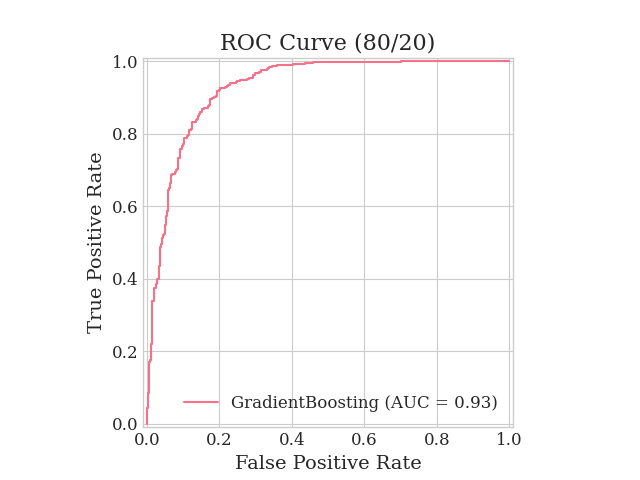 ROC Curve (80/20)
True Positive Rate
1.0
0.8
0.6
0.4
0.2
0.0
GradientBoosting (AUC = 0.93)
0.0 0.2 0.4 0.6 0.8 1.0
False Positive Rate